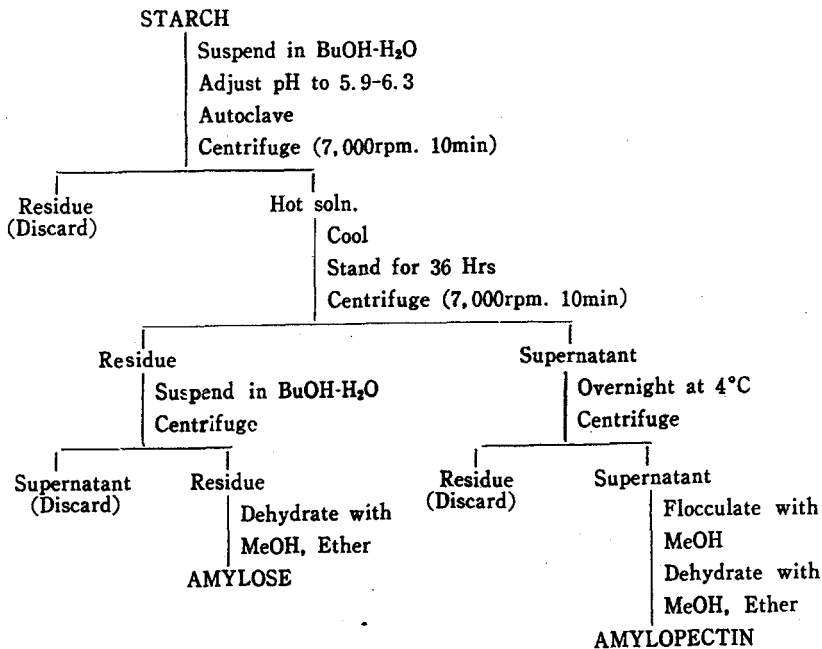 STARCH
Suspend in BuOH-H₂O
Adjust pH to 5.9-6.3
Autoclave
Centrifuge (7,000rpm. 10min)
Residue
(Discard)
Hot soln.
Cool
Stand for 36 Hrs
Centrifuge (7,000rpm. 10min)
Residue
Suspend in BuOH-H₂O
Centrifuge
Supernatant
(Discard)
Residue
Dehydrate with
MeOH, Ether
AMYLOSE
Supernatant
Overnight at 4°C
Centrifuge
Residue
(Discard)
Supernatant
Flocculate with
MeOH
Dehydrate with
MeOH, Ether
AMYLOPECTIN